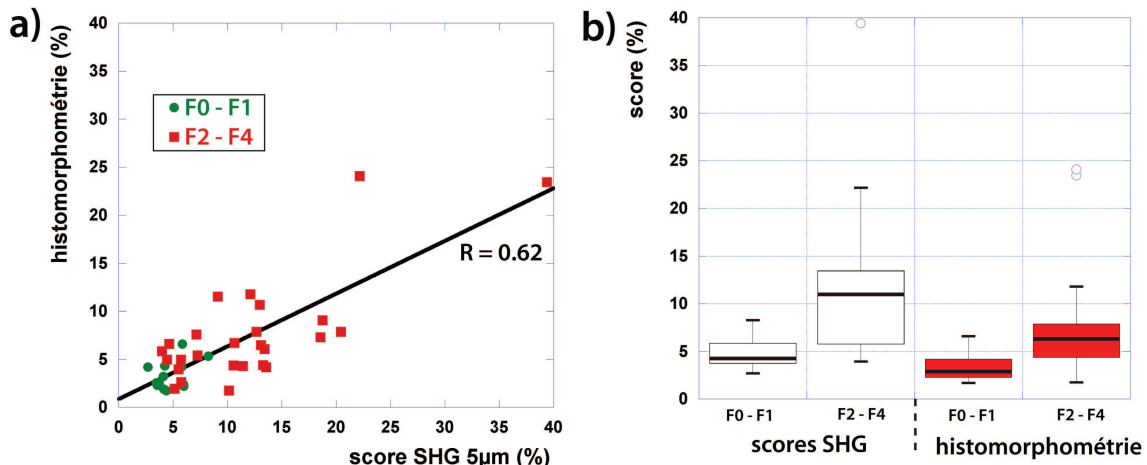 a)
histomorphométrie (%)
40
35
30
25
20
15
10
5
0
F0 - F1
F2 - F4
R = 0.62
0 5 10 15 20 25 30 35 40
score SHG 5µm (%)
b)
score (%)
40
35
30
25
20
15
10
5
0
F0 - F1 F2 - F4 F0 - F1 F2 - F4
scores SHG histomorphométrie